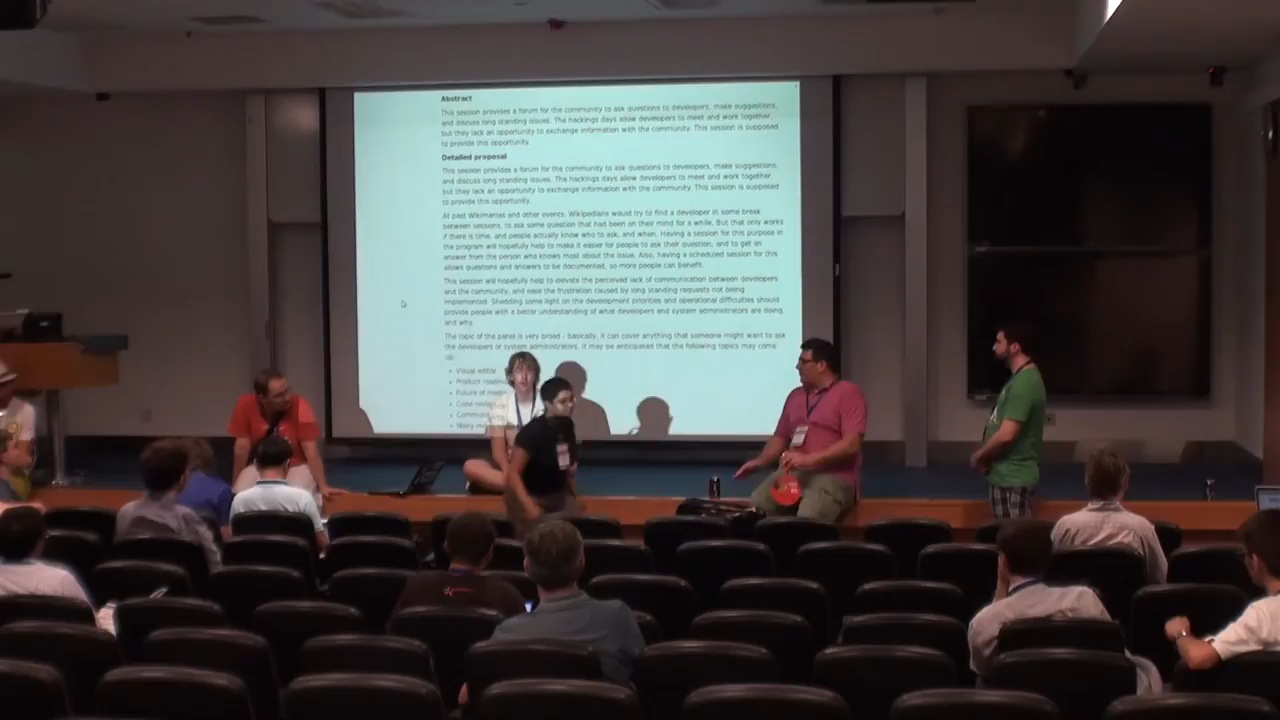 Abstract
This session provides a forum for the community to ask questions to developers, make suggestions,
and discuss long standing issues. The hackings days allow developers to meet and work together,
but they lack an opportunity to exchange information with the community. This session is supposed
to provide this opportunity.
Detailed proposal
This session provides a forum for the community to ask questions to developers, make suggestions,
and discuss long standing issues. The hackings days allow developers to meet and work together,
but they lack an opportunity to exchange information with the community. This session is supposed
to provide this opportunity.
At past Wikimanias and other events, Wikipedians would try to find a developer in some break
between sessions, to ask some question that had been on their mind for a while. But that only works
if there is time, and people actually know who to ask, and when. Having a session for this purpose in
the program will hopefully help to make it easier for people to ask their question, and to get an
answer from the person who knows most about the issue. Also, having a scheduled session for this
allows questions and answers to be documented, so more people can benefit.
This session will hopefully help to elevate the perceived lack of communication between developers
and the community, and ease the frustration caused by long standing requests not being
implemented. Shedding some light on the development priorities and operational difficulties should
provide people with a better understanding of what developers and system administrators are doing,
and why.
The topic of the panel is very broad - basically, it can cover anything that someone might want to ask
the developers or system administrators. It may be anticipated that the following topics may come
up:
Visual editor
Product
Future of
Code
Many